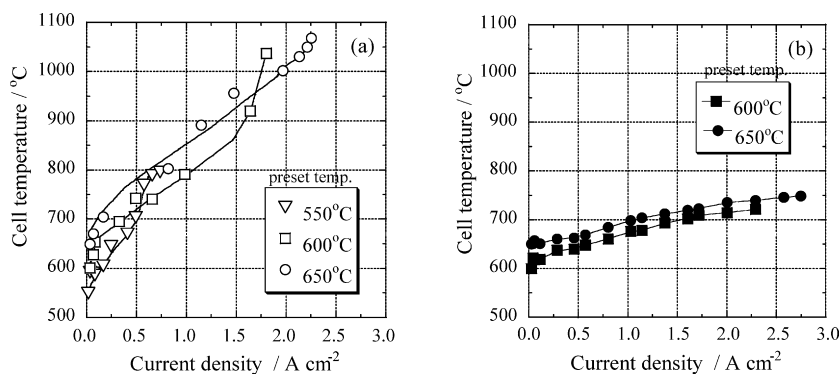 1100
1000
900
800
700
600
500
Cell temperature / °C
(a)
preset temp.
550°C
600°C
650°C
0.0 0.5 1.0 1.5 2.0 2.5 3.0
Current density / A cm-2
1100
1000
900
800
700
600
500
Cell temperature / °C
(b)
preset temp.
600°C
650°C
0.0 0.5 1.0 1.5 2.0 2.5 3.0
Current density / A cm-2